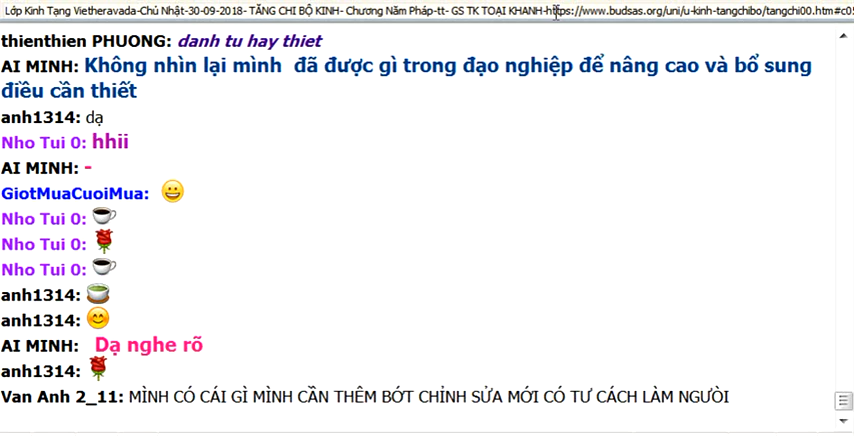 Lớp Kinh Tạng Vietheravada-Chủ Nhật-30-09-2018- TĂNG CHI BỘ KINH- Chương Năm Pháp-tt- GS TK TOẠI KHANH-https://www.budsas.org/uni/u-kinh-tangchibo/tangchi00.htm#c05
thienthien PHUONG: danh tu hay thiet
AI MINH: Không nhìn lại mình đã được gì trong đạo nghiệp để nâng cao và bổ sung
điều cần thiết
anh1314: dạ
Nho Tui 0: hhii
AI MINH: -
GiotMuaCuoiMua:
Nho Tui 0:
Nho Tui 0:
Nho Tui 0:
anh1314:
anh1314:
AI MINH: Dạ nghe rõ
anh1314:
Van Anh 2_11: MÌNH CÓ CÁI GÌ MÌNH CẦN THÊM BỚT CHỈNH SỬA MỚI CÓ TƯ CÁCH LÀM NGƯỜI